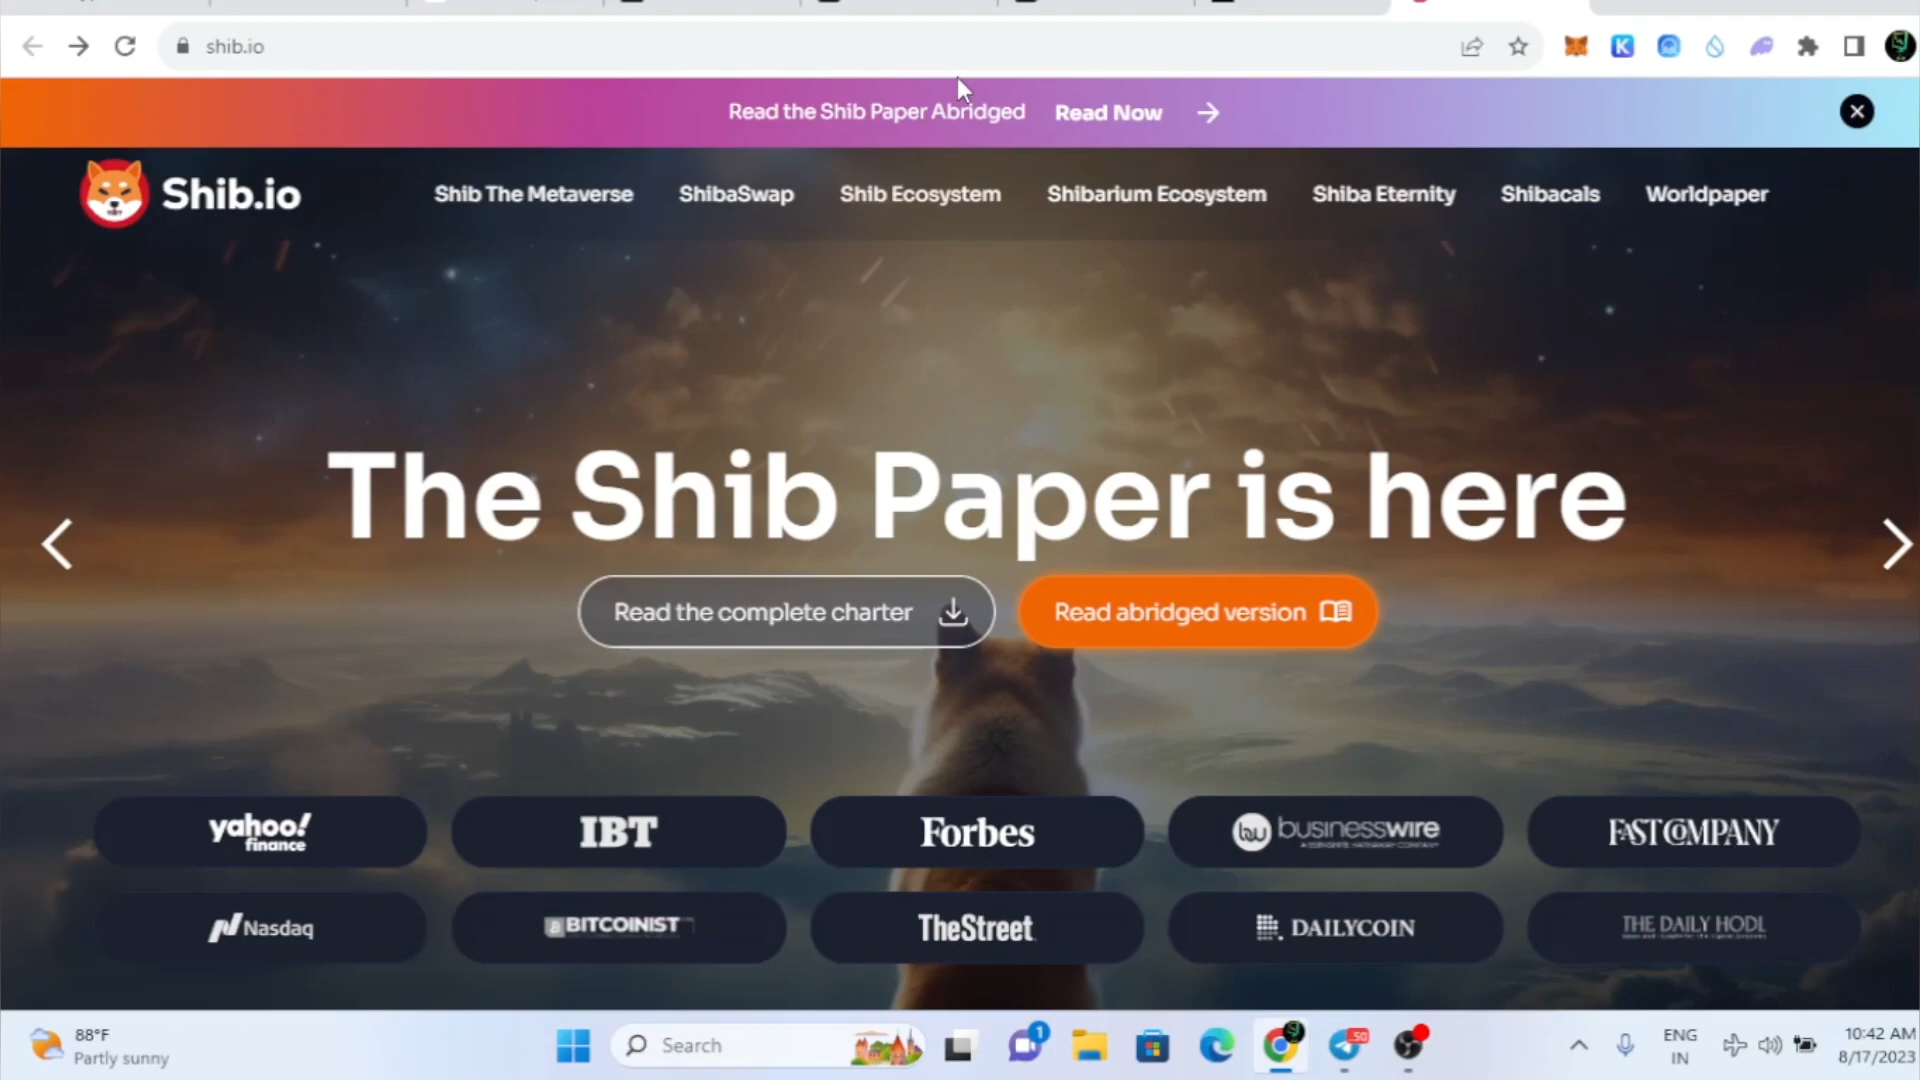 shib.io
Read the Shib Paper Abridged Read Now
Shib.io Shib The Metaverse ShibaSwap Shib Ecosystem Shibarium Ecosystem Shiba Eternity Shibacals Worldpaper
The Shib Paper is here
Read the complete charter Read abridged version
yahoo! finance IBT Forbes businesswire FAST COMPANY
Nasdaq BITCOINIST TheStreet DAILYCOIN THE DAILY HODL
88°F
Partly sunny
Search
1
50
ENG
IN
10:42 AM
8/17/2023